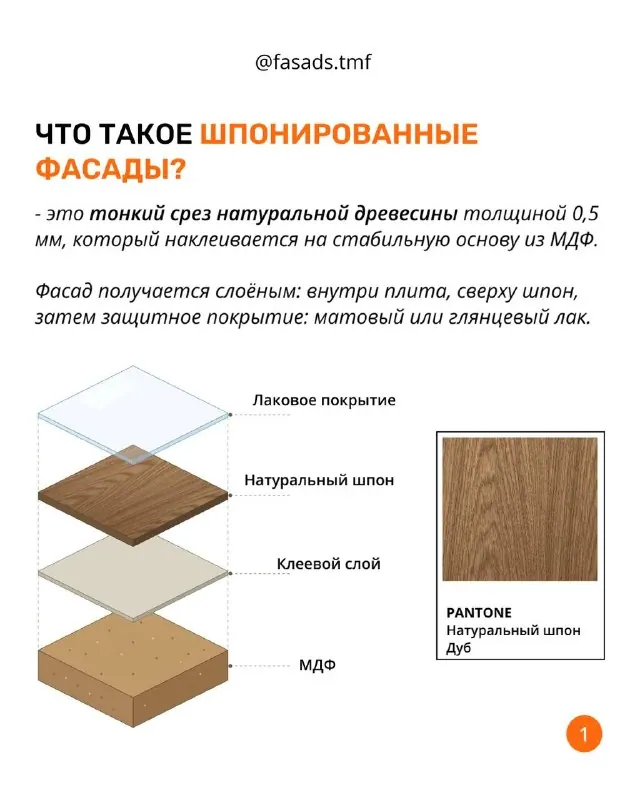 @fasads.tmf
ЧТО ТАКОЕ ШПОНИРОВАННЫЕ
ФАСАДЫ?
- это тонкий срез натуральной древесины толщиной 0,5
мм, который наклеивается на стабильную основу из МДФ.
Фасад получается слоёным: внутри плита, сверху шпон,
затем защитное покрытие: матовый или глянцевый лак.
Лаковое покрытие
Натуральный шпон
Клеевой слой
МДФ
PANTONE
Натуральный шпон
Дуб
1